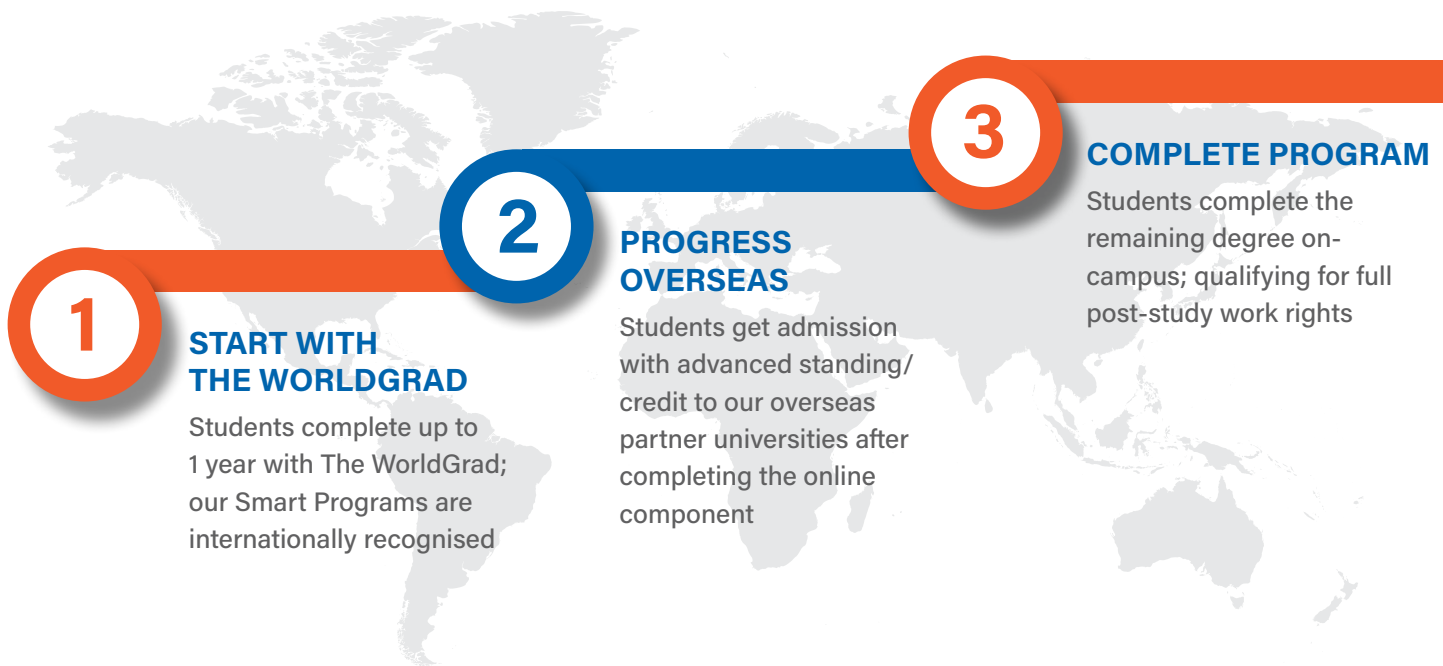 1
START WITH
THE WORLDGRAD
Students complete up to
1 year with The WorldGrad;
our Smart Programs are
internationally recognised
2
PROGRESS
OVERSEAS
Students get admission
with advanced standing/
credit to our overseas
partner universities after
completing the online
component
3
COMPLETE PROGRAM
Students complete the
remaining degree on-
campus; qualifying for full
post-study work rights